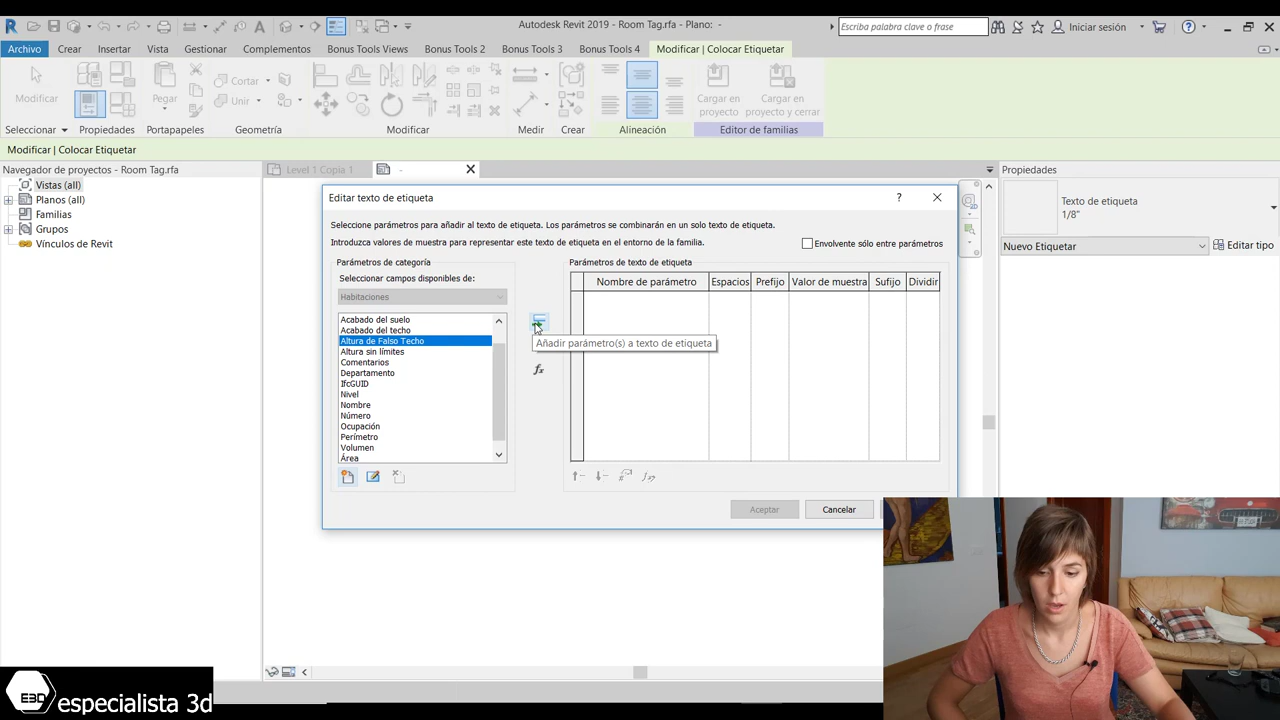 Autodesk Revit 2019 - Room Tag.rfa - Plano: -
Escriba palabra clave o frase
Iniciar sesión
Archivo Crear Insertar Vista Gestionar Complementos Bonus Tools Views Bonus Tools 2 Bonus Tools 3 Bonus Tools 4 Modificar | Colocar Etiquetar
Modificar
Pegar
Cortar
Unir
Cargar en proyecto
Cargar en proyecto y cerrar
Seleccionar Propiedades Portapapeles Geometría Modificar Medir Crear Alineación Editor de familias
Modificar | Colocar Etiquetar
Navegador de proyectos - Room Tag.rfa
Vistas (all)
Planos (all)
Familias
Grupos
Vínculos de Revit
Level 1 Copia 1
-
Propiedades
Texto de etiqueta
1/8"
Nuevo Etiquetar
Editar tipo
Editar texto de etiqueta
?
Seleccione parámetros para añadir al texto de etiqueta. Los parámetros se combinarán en un solo texto de etiqueta.
Introduzca valores de muestra para representar este texto de etiqueta en el entorno de la familia.
Envolvente sólo entre parámetros
Parámetros de categoría
Seleccionar campos disponibles de:
Habitaciones
Acabado del suelo
Acabado del techo
Altura de Falso Techo
Altura sin límites
Comentarios
Departamento
IfcGUID
Nivel
Nombre
Número
Ocupación
Perímetro
Volumen
Área
Añadir parámetro(s) a texto de etiqueta
fx
Parámetros de texto de etiqueta
Nombre de parámetro Espacios Prefijo Valor de muestra Sufijo Dividir
Aceptar
Cancelar
E3D
especialista 3d